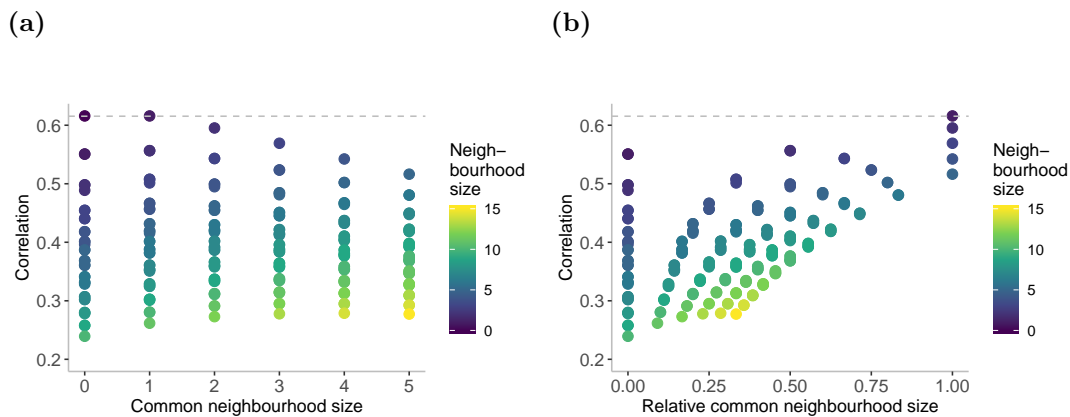 (a)
(b)
0.6
0.5
0.4
0.3
0.2
Correlation
0
1
2
3
4
5
Common neighbourhood size
Neigh−
bourhood
size
15
10
5
0
0.6
0.5
0.4
0.3
0.2
Correlation
0.00
0.25
0.50
0.75
1.00
Relative common neighbourhood size
Neigh−
bourhood
size
15
10
5
0